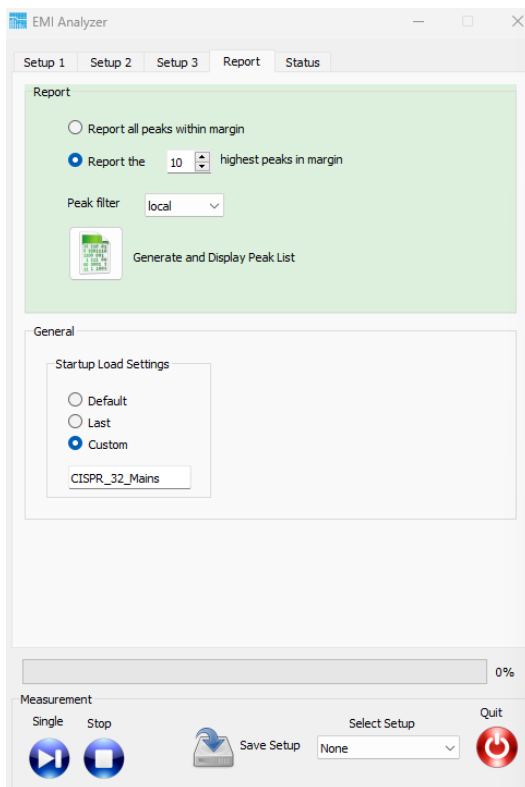 EMI Analyzer
Setup 1 Setup 2 Setup 3 Report Status
Report
Report all peaks within margin
Report the 10 highest peaks in margin
Peak filter local
Generate and Display Peak List
General
Startup Load Settings
Default
Last
Custom
CISPR_32_Mains
0%
Measurement
Single Stop Select Setup Quit
Save Setup None